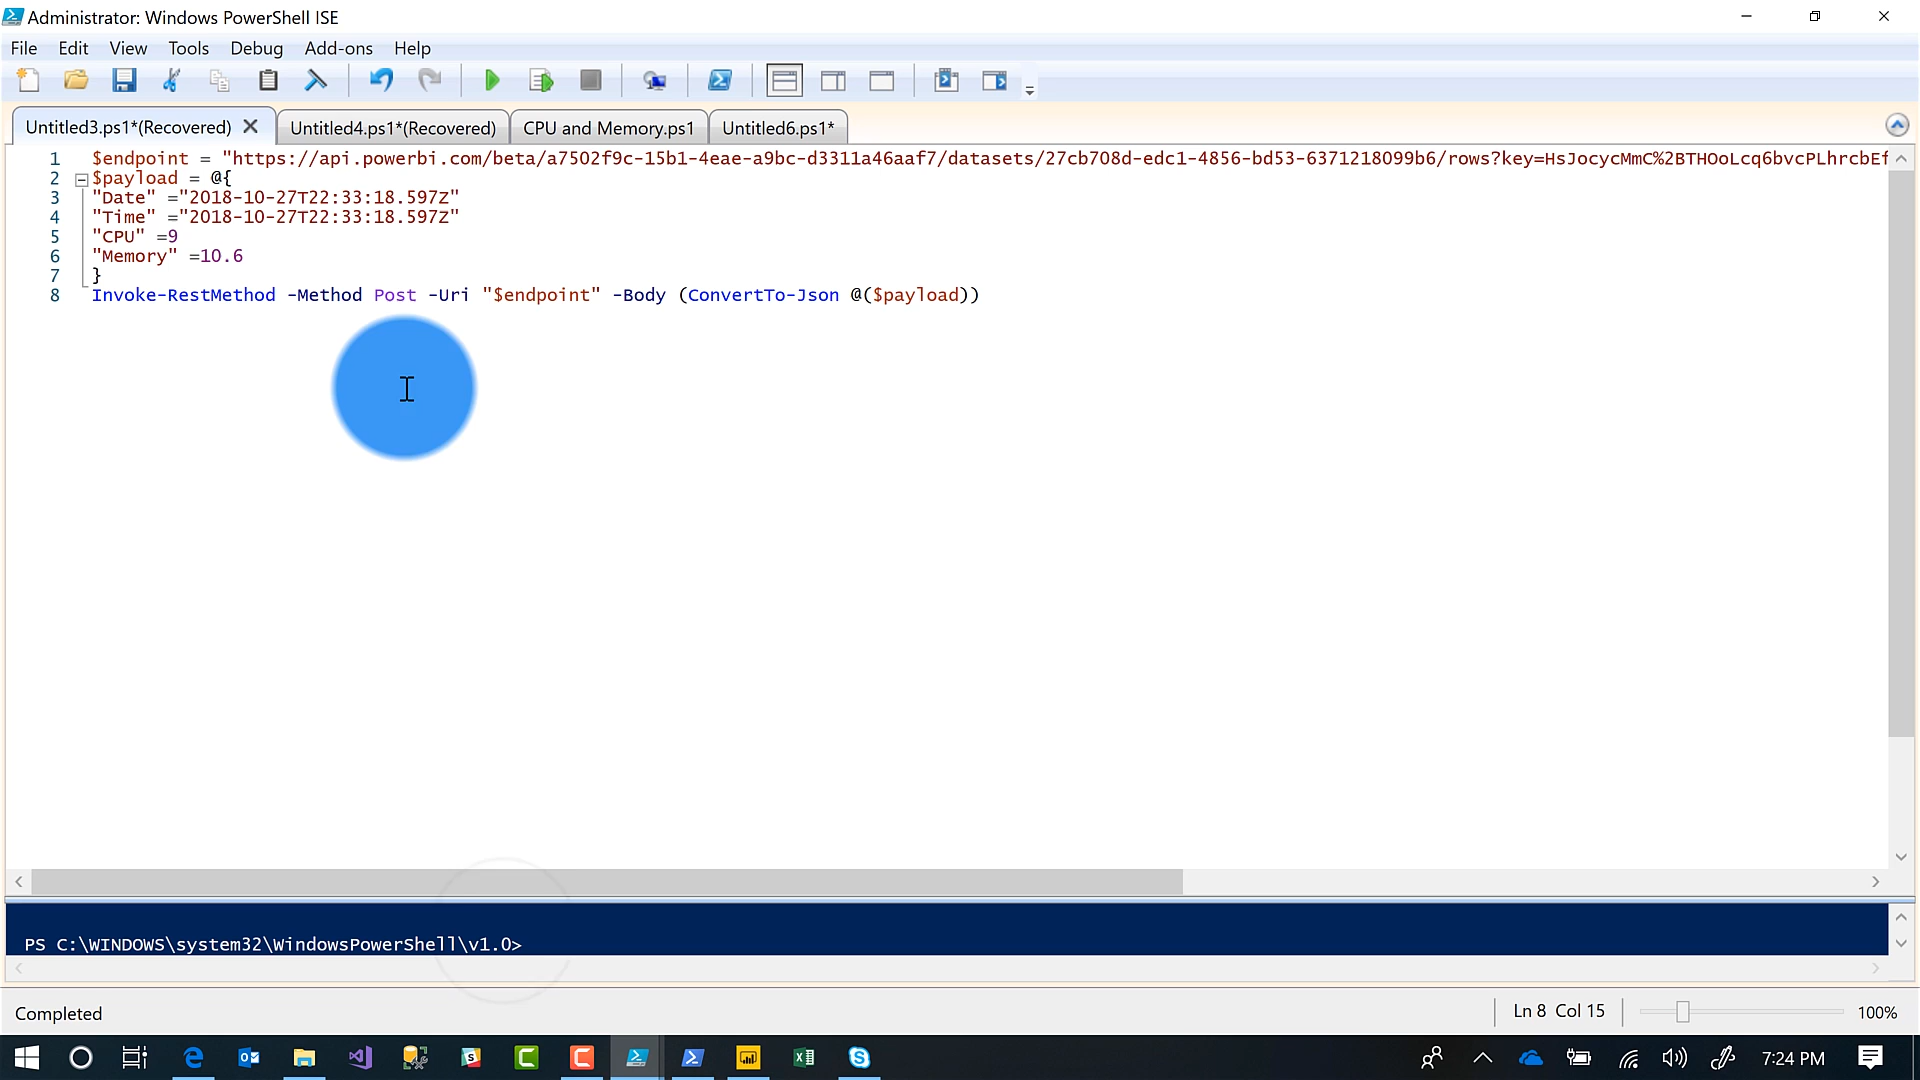 Administrator: Windows PowerShell ISE
File Edit View Tools Debug Add-ons Help
Untitled3.ps1*(Recovered) Untitled4.ps1*(Recovered) CPU and Memory.ps1 Untitled6.ps1*
1 $endpoint = "https://api.powerbi.com/beta/a7502f9c-15b1-4eae-a9bc-d3311a46aaf7/datasets/27cb708d-edc1-4856-bd53-6371218099b6/rows?key=HsJocycMmC%2BTHOoLcq6bvcPLhrcbEf
2 $payload = @{
3 "Date" ="2018-10-27T22:33:18.597Z"
4 "Time" ="2018-10-27T22:33:18.597Z"
5 "CPU" =9
6 "Memory" =10.6
7 }
8 Invoke-RestMethod -Method Post -Uri "$endpoint" -Body (ConvertTo-Json @($payload))
PS C:\WINDOWS\system32\WindowsPowerShell\v1.0>
Completed
Ln 8 Col 15
100%
7:24 PM